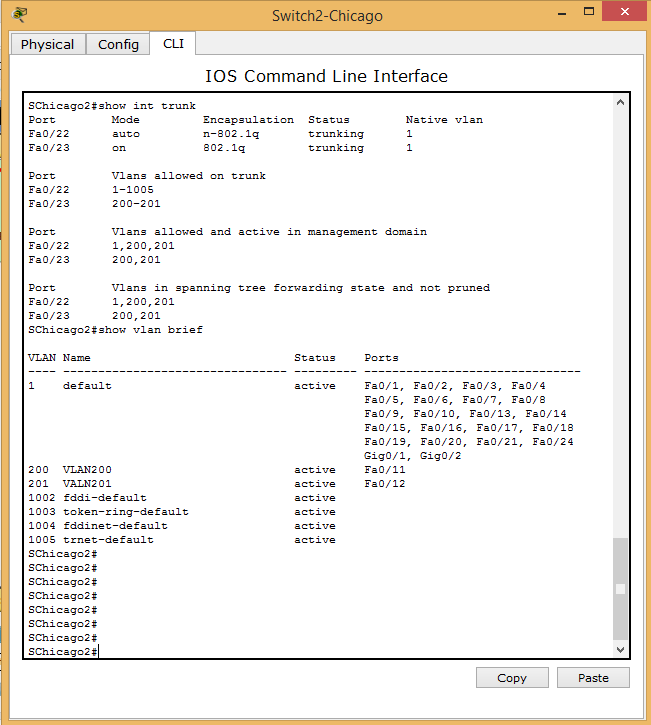 Switch2-Chicago
Physical Config CLI
IOS Command Line Interface
SChicago2#show int trunk
Port        Mode         Encapsulation  Status        Native vlan
Fa0/22      auto         n-802.1q       trunking      1
Fa0/23      on           802.1q         trunking      1
Port        Vlans allowed on trunk
Fa0/22      1-1005
Fa0/23      200-201
Port        Vlans allowed and active in management domain
Fa0/22      1,200,201
Fa0/23      200,201
Port        Vlans in spanning tree forwarding state and not pruned
Fa0/22      1,200,201
Fa0/23      200,201
SChicago2#show vlan brief
VLAN Name                             Status    Ports
---- -------------------------------- --------- -------------------------------
1    default                          active    Fa0/1, Fa0/2, Fa0/3, Fa0/4
Fa0/5, Fa0/6, Fa0/7, Fa0/8
Fa0/9, Fa0/10, Fa0/13, Fa0/14
Fa0/15, Fa0/16, Fa0/17, Fa0/18
Fa0/19, Fa0/20, Fa0/21, Fa0/24
Gig0/1, Gig0/2
200  VLAN200                          active    Fa0/11
201  VALN201                          active    Fa0/12
1002 fddi-default                     active
1003 token-ring-default               active
1004 fddinet-default                  active
1005 trnet-default                    active
SChicago2#
SChicago2#
SChicago2#
SChicago2#
SChicago2#
SChicago2#
SChicago2#
SChicago2#
Copy Paste